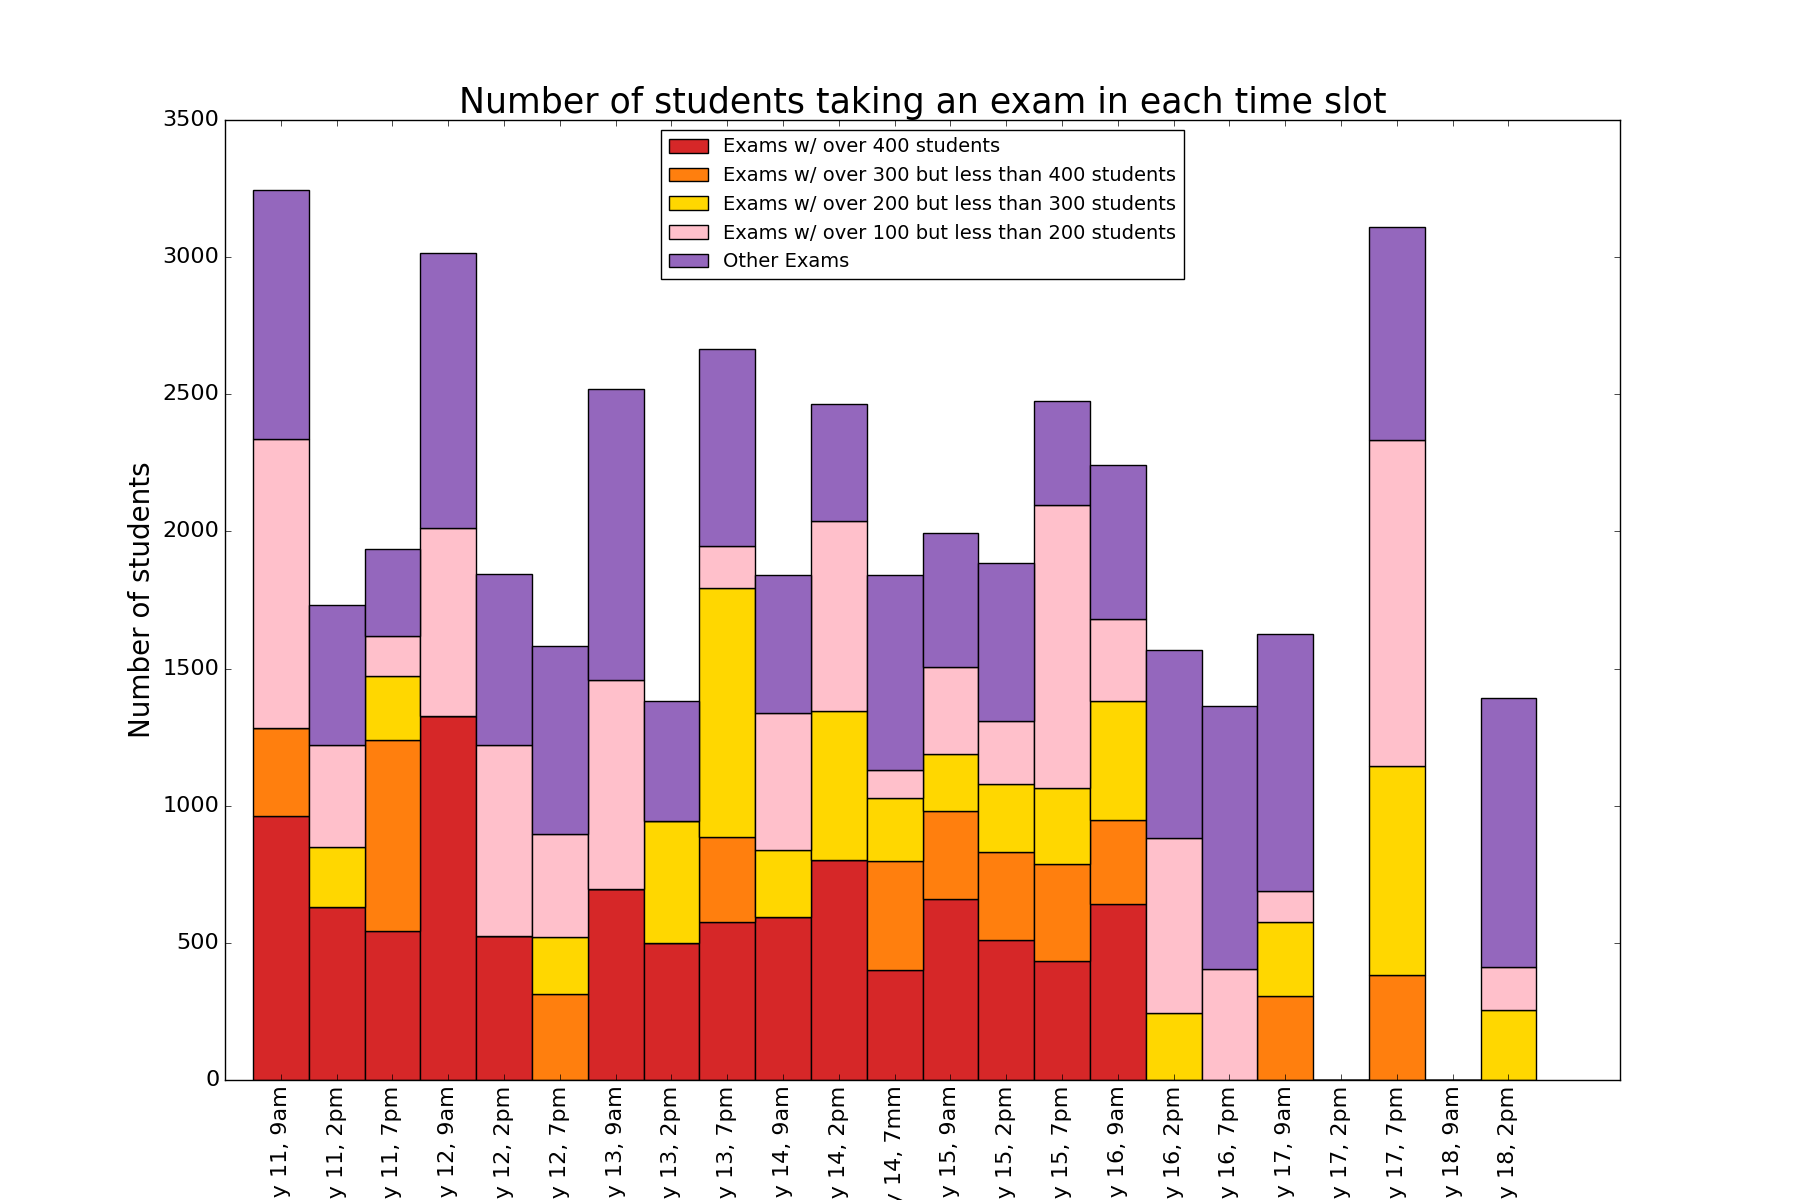 Number of students taking an exam in each time slot
Exams w/ over 400 students
Exams w/ over 300 but less than 400 students
Exams w/ over 200 but less than 300 students
Exams w/ over 100 but less than 200 students
Other Exams
Number of students
3500
3000
2500
2000
1500
1000
500
0
y 11, 9am
y 11, 2pm
y 11, 7pm
y 12, 9am
y 12, 2pm
y 12, 7pm
y 13, 9am
y 13, 2pm
y 13, 7pm
y 14, 9am
y 14, 2pm
y 14, 7mm
y 15, 9am
y 15, 2pm
y 15, 7pm
y 16, 9am
y 16, 2pm
y 16, 7pm
y 17, 9am
y 17, 2pm
y 17, 7pm
y 18, 9am
y 18, 2pm